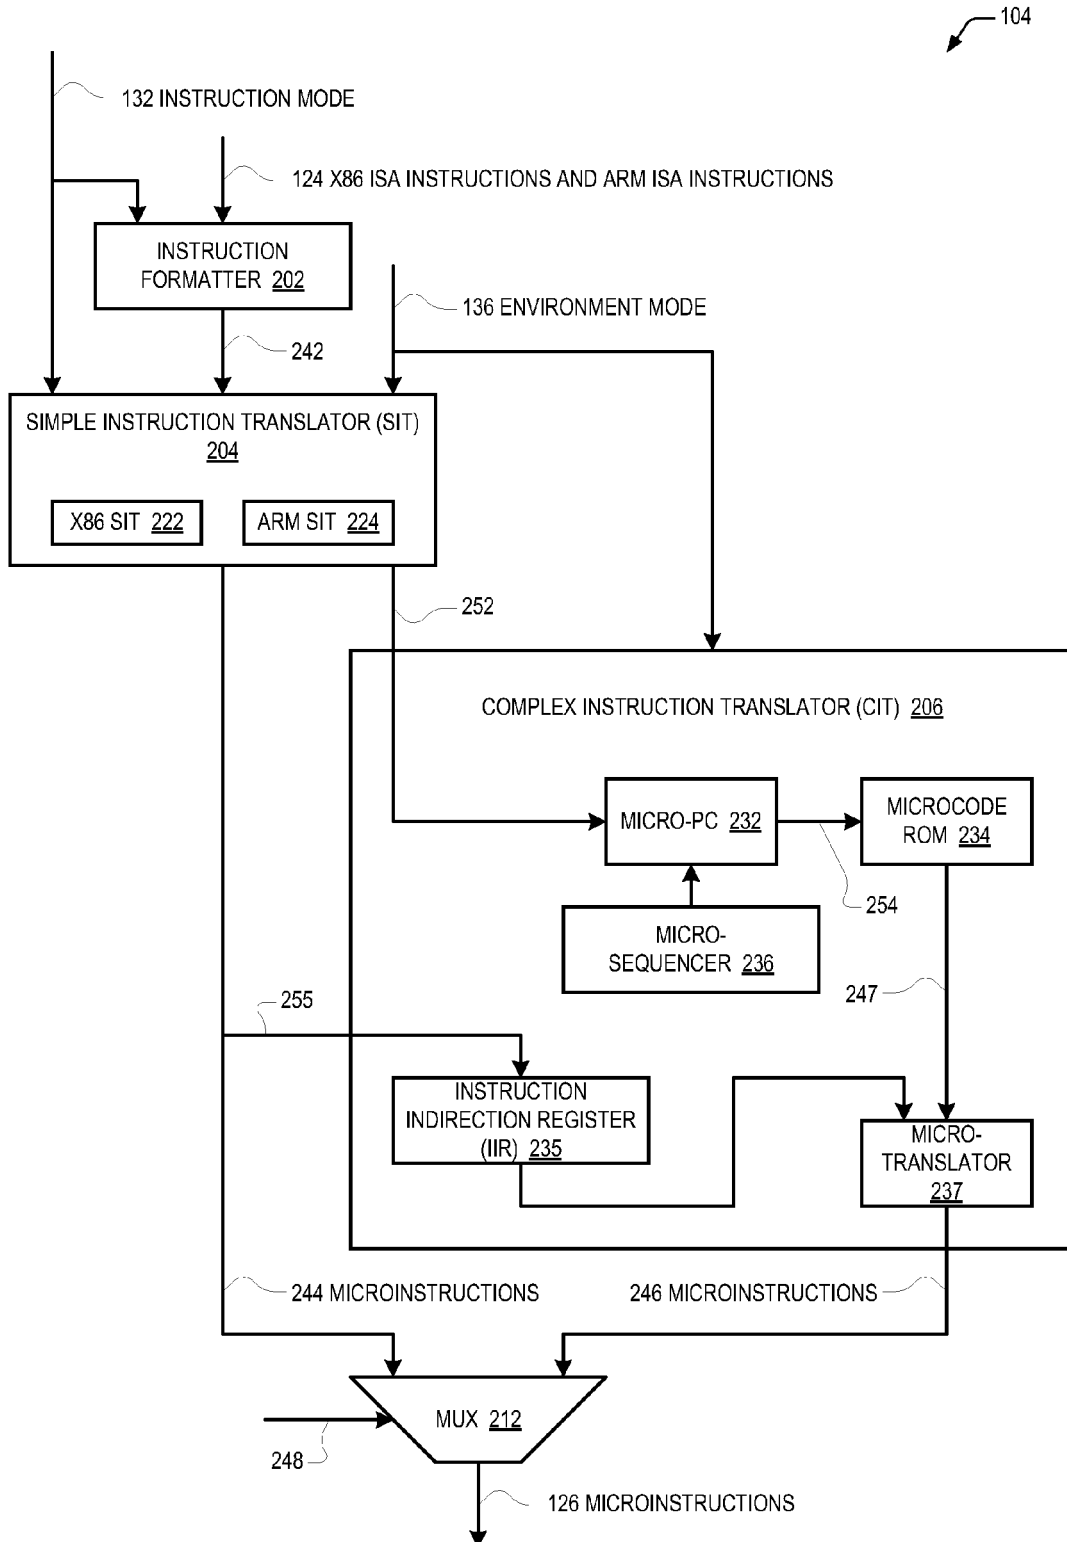 104
132 INSTRUCTION MODE
124 X86 ISA INSTRUCTIONS AND ARM ISA INSTRUCTIONS
INSTRUCTION
FORMATTER 202
136 ENVIRONMENT MODE
242
SIMPLE INSTRUCTION TRANSLATOR (SIT)
204
X86 SIT 222
ARM SIT 224
252
COMPLEX INSTRUCTION TRANSLATOR (CIT) 206
MICRO-PC 232
MICROCODE
ROM 234
254
MICRO-
SEQUENCER 236
247
255
INSTRUCTION
INDIRECTION REGISTER
(IIR) 235
MICRO-
TRANSLATOR
237
244 MICROINSTRUCTIONS
246 MICROINSTRUCTIONS
MUX 212
248
126 MICROINSTRUCTIONS